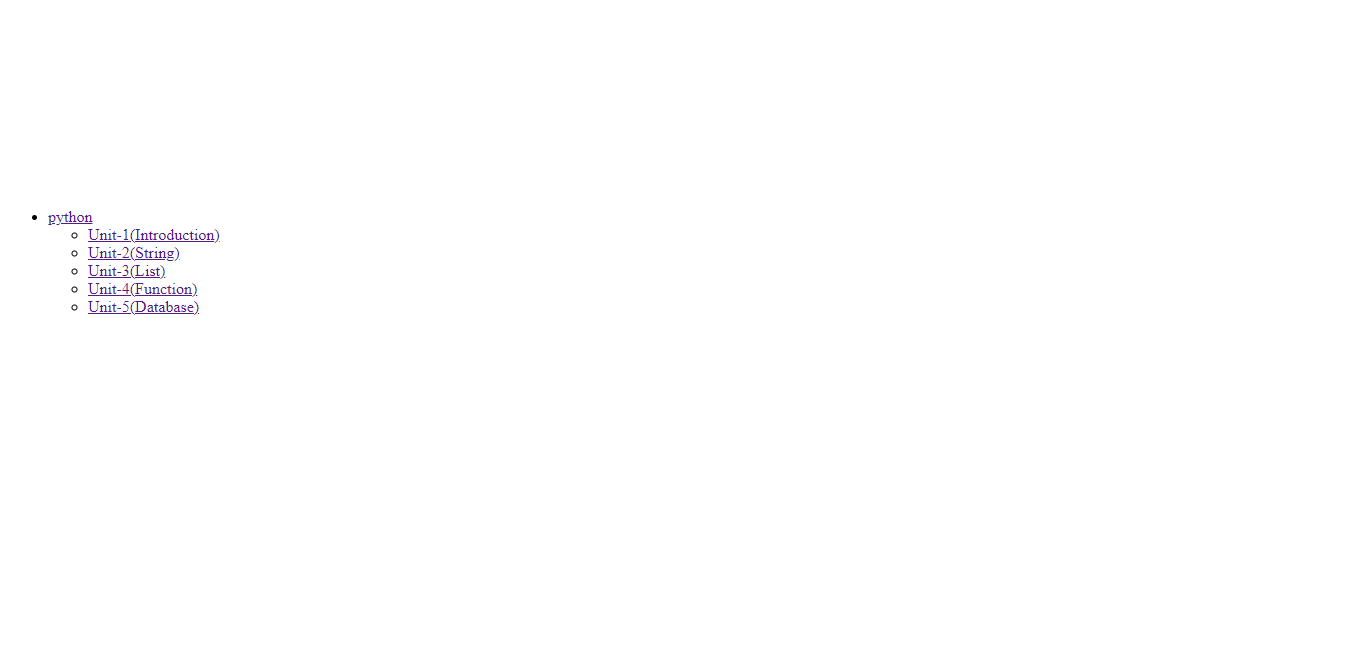 python
Unit-1(Introduction)
Unit-2(String)
Unit-3(List)
Unit-4(Function)
Unit-5(Database)